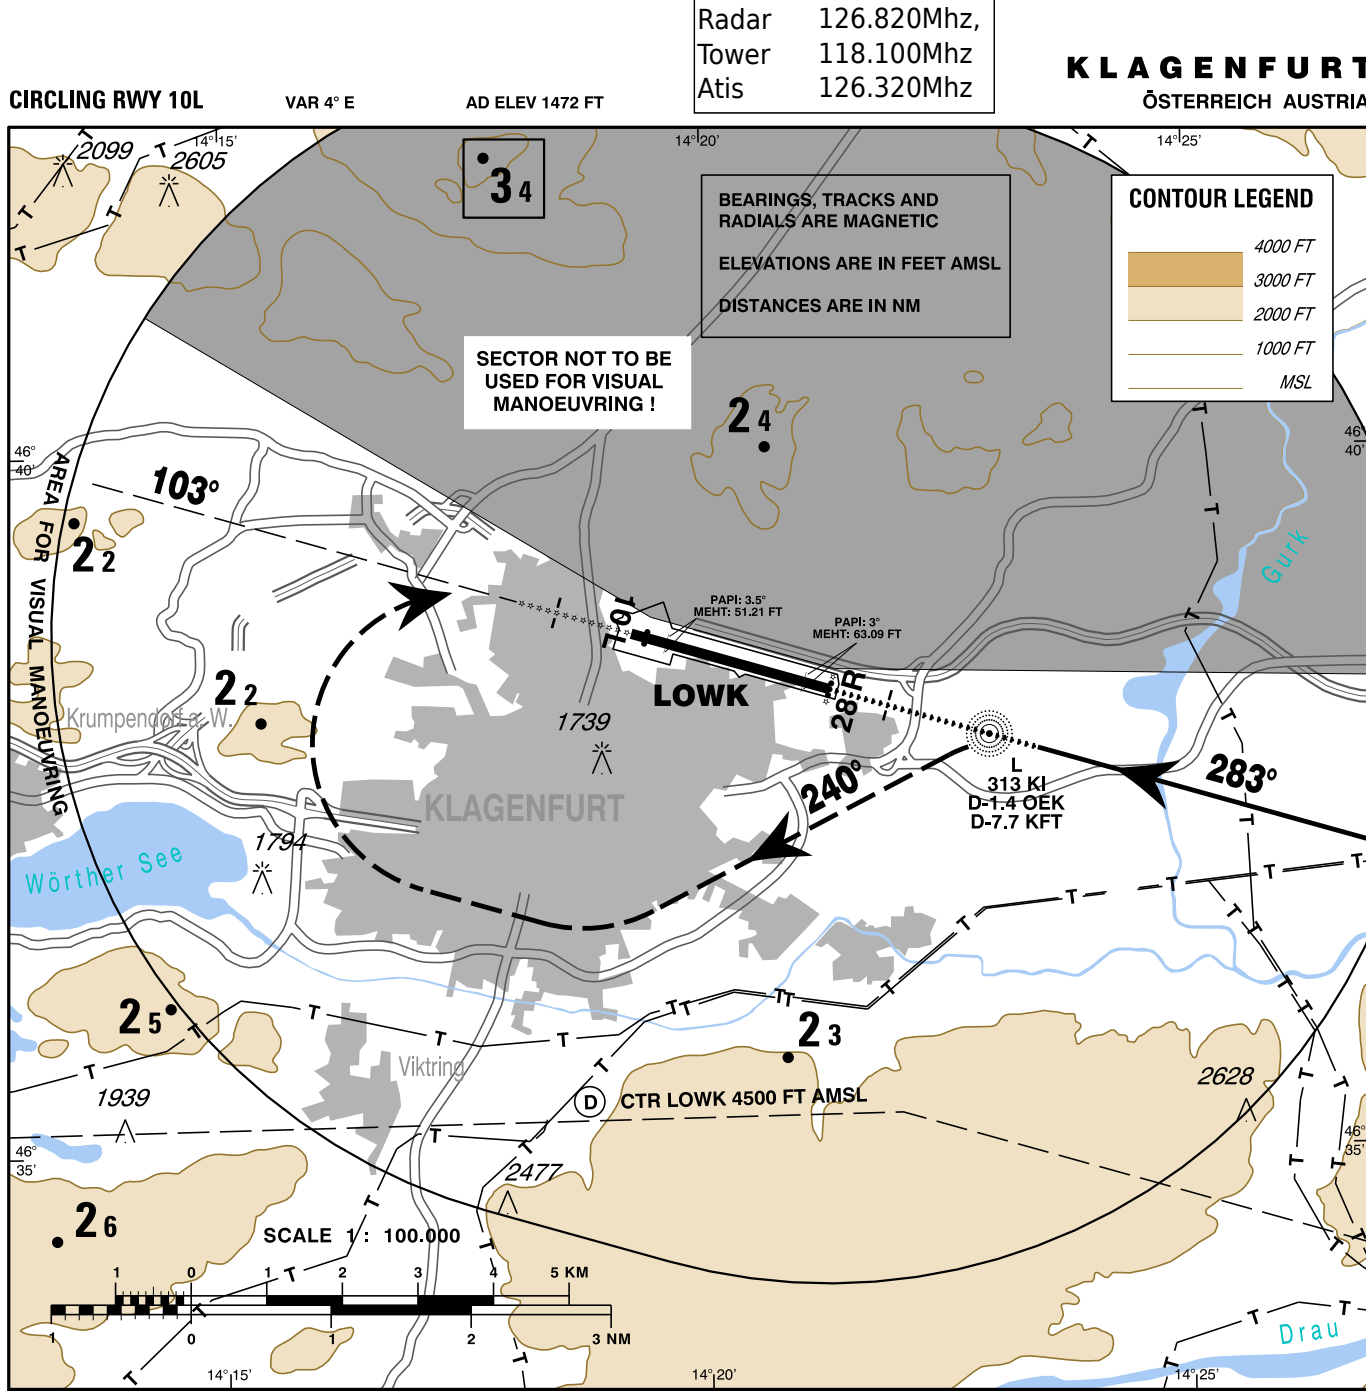 Radar 126.820Mhz,
Tower 118.100Mhz
Atis 126.320Mhz
KLAGENFURT
CIRCLING RWY 10L VAR 4° E AD ELEV 1472 FT ÖSTERREICH AUSTRIA
14°15' 14°20' 14°25'
2099
2605
34
BEARINGS, TRACKS AND
RADIALS ARE MAGNETIC
ELEVATIONS ARE IN FEET AMSL
DISTANCES ARE IN NM
CONTOUR LEGEND
4000 FT
3000 FT
2000 FT
1000 FT
MSL
SECTOR NOT TO BE
USED FOR VISUAL
MANOEUVRING !
24
46°
40'
46°
40'
103°
AREA FOR VISUAL MANOEUVRING
22
Gurk
PAPI: 3.5°
MEHT: 51.21 FT
PAPI: 3°
MEHT: 63.09 FT
10L
28R
LOWK
22
Krumpendorf a. W.
1739
L
313 KI
D-1.4 OEK
D-7.7 KFT
283°
240°
KLAGENFURT
1794
Wörther See
25
23
Viktring
1939
D CTR LOWK 4500 FT AMSL
2628
46°
35'
46°
35'
2477
26
SCALE 1 : 100.000
1 0 1 2 3 4 5 KM
1 0 1 2 3 NM
Drau
14°15' 14°20' 14°25'
T T T T T T T T T T T T T T T T T T T T T T T T T T T T T T T T T T T T T T T T